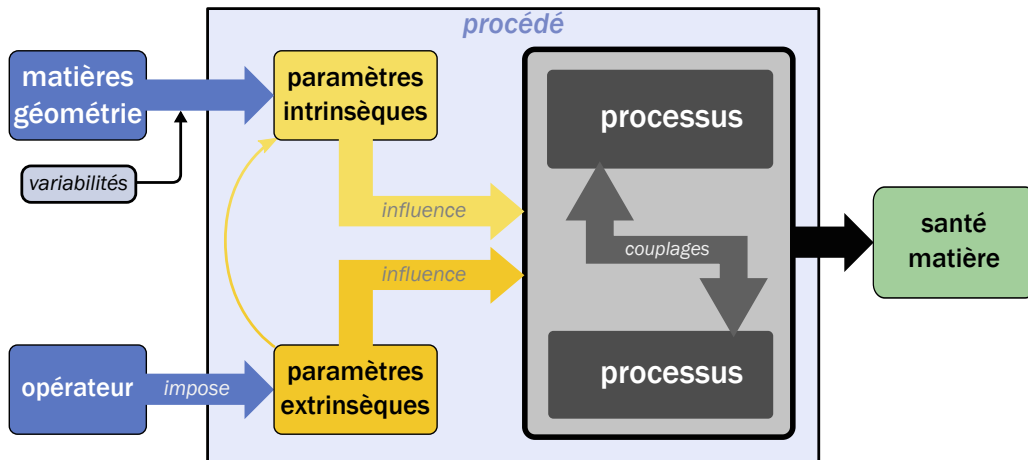 procédé
matières
géométrie
paramètres
intrinsèques
processus
variabilités
influence
couplages
santé
matière
influence
opérateur
impose
paramètres
extrinsèques
processus